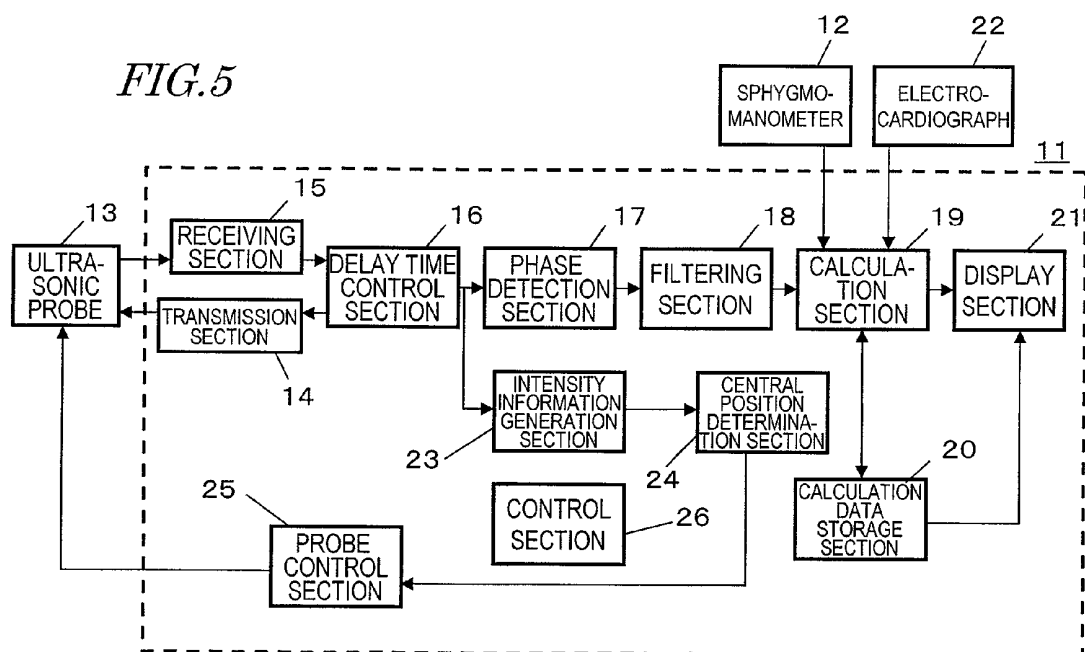 FIG.5
12
22
SPHYGMO-
MANOMETER
ELECTRO-
CARDIOGRAPH
11
13
15
16
17
18
19
21
ULTRA-
SONIC
PROBE
RECEIVING
SECTION
TRANSMISSION
SECTION
14
DELAY TIME
CONTROL
SECTION
PHASE
DETECTION
SECTION
FILTERING
SECTION
CALCULA-
TION
SECTION
DISPLAY
SECTION
INTENSITY
INFORMATION
GENERATION
SECTION
23
CENTRAL
POSITION
DETERMINA-
TION SECTION
24
20
CALCULATION
DATA
STORAGE
SECTION
25
PROBE
CONTROL
SECTION
CONTROL
SECTION
26